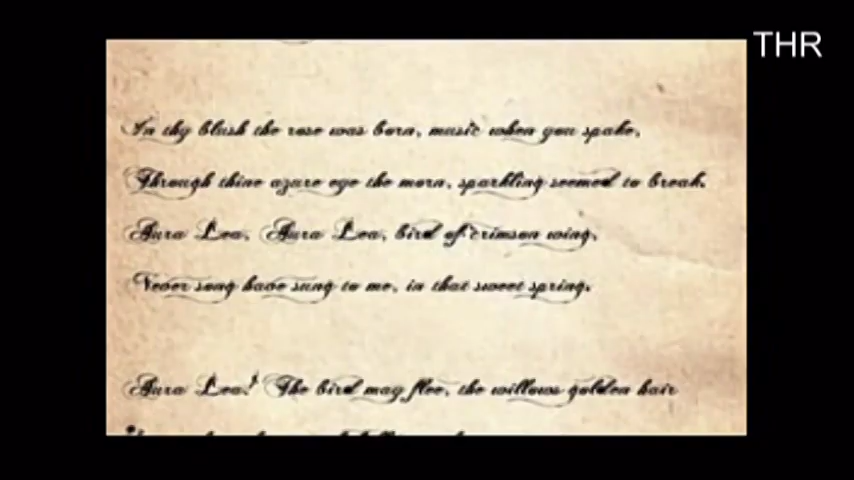 THR
In thy blush the rose was born, music when you spake,
Through thine azure eye the morn, sparkling seemed to break.
Aura Lea, Aura Lea, bird of crimson wing,
Never song have sung to me, in that sweet spring.
Aura Lea! The bird may flee, the willows golden hair